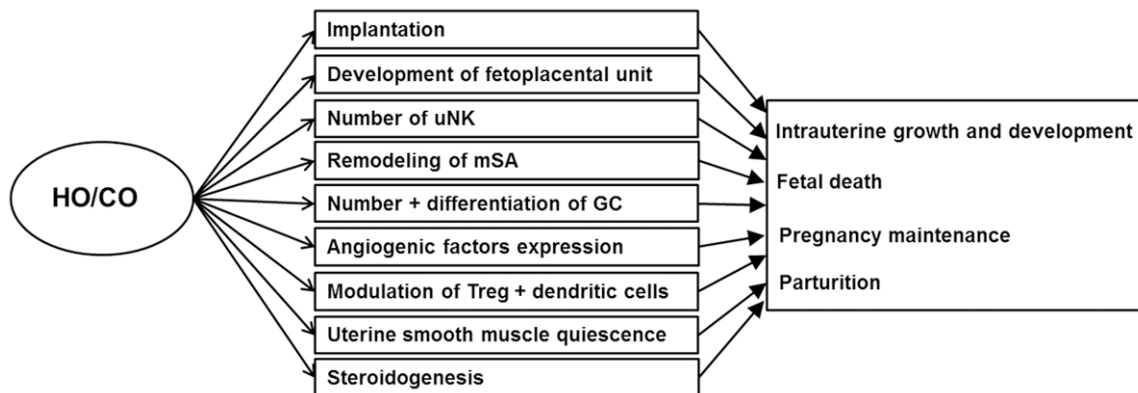 HO/CO
Implantation
Development of fetoplacental unit
Number of uNK
Remodeling of mSA
Number + differentiation of GC
Angiogenic factors expression
Modulation of Treg + dendritic cells
Uterine smooth muscle quiescence
Steroidogenesis
Intrauterine growth and development
Fetal death
Pregnancy maintenance
Parturition